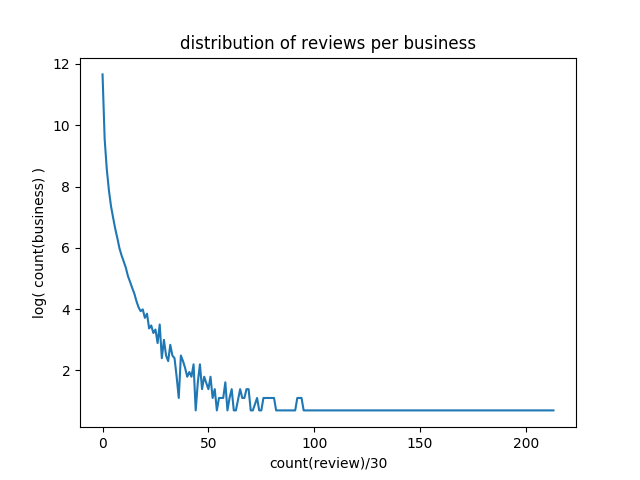 distribution of reviews per business
12
10
8
6
4
2
log( count(business) )
0 50 100 150 200
count(review)/30